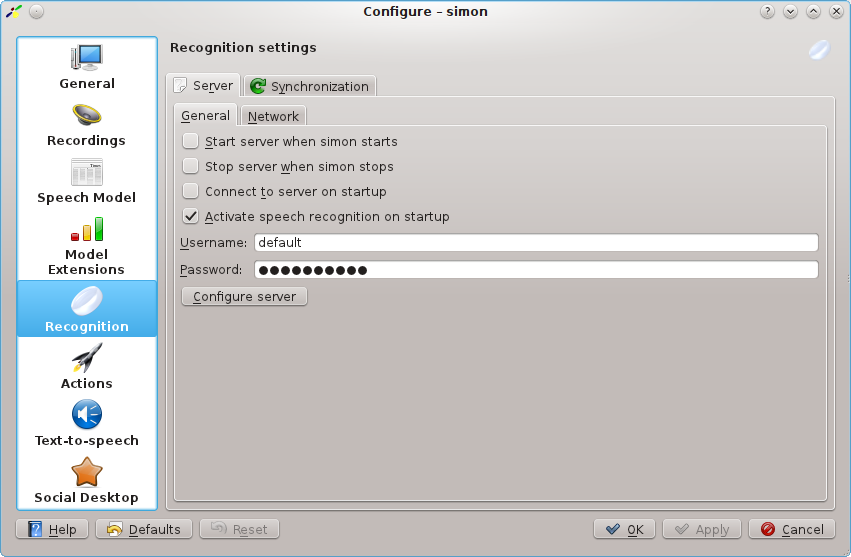 Configure – simon
General
Recordings
Speech Model
Model
Extensions
Recognition
Actions
Text-to-speech
Social Desktop
Recognition settings
Server
Synchronization
General
Network
Start server when simon starts
Stop server when simon stops
Connect to server on startup
Activate speech recognition on startup
Username: default
Password: ●●●●●●●●●●
Configure server
Help
Defaults
Reset
OK
Apply
Cancel